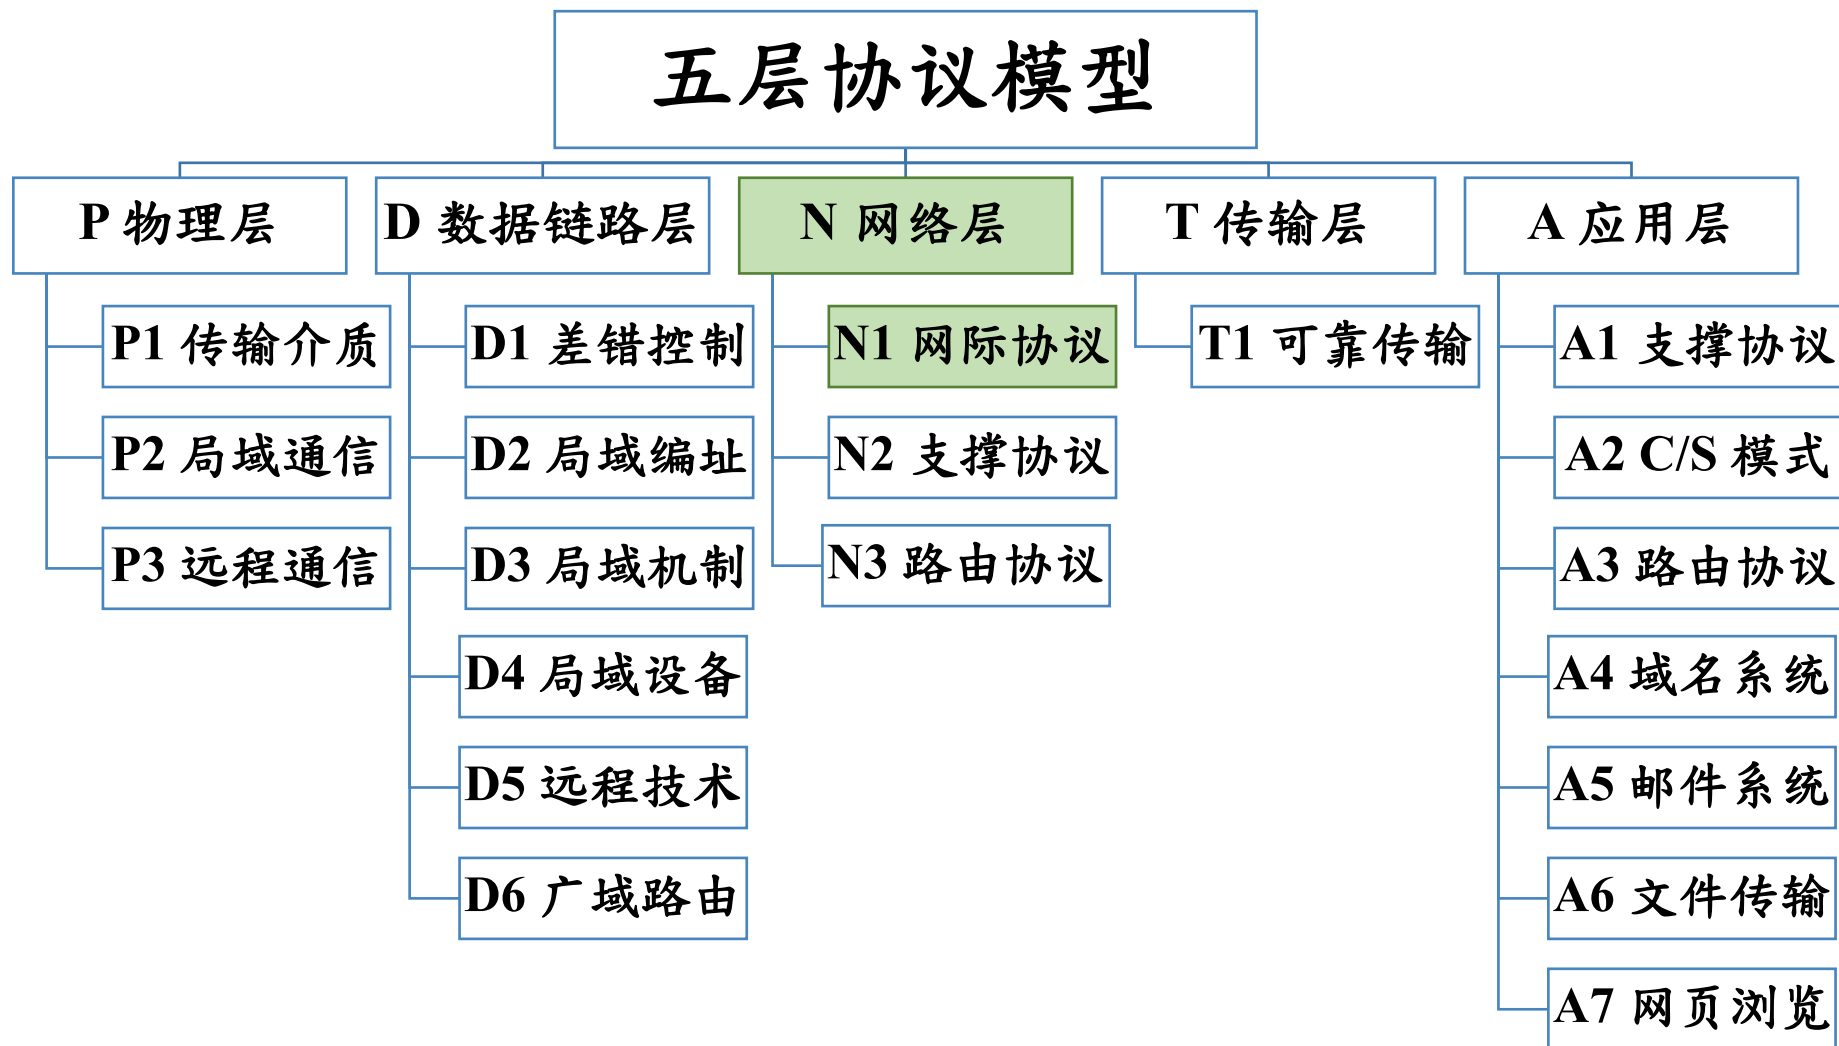 五层协议模型
P 物理层
D 数据链路层
N 网络层
T 传输层
A 应用层
P1 传输介质
P2 局域通信
P3 远程通信
D1 差错控制
D2 局域编址
D3 局域机制
D4 局域设备
D5 远程技术
D6 广域路由
N1 网际协议
N2 支撑协议
N3 路由协议
T1 可靠传输
A1 支撑协议
A2 C/S 模式
A3 路由协议
A4 域名系统
A5 邮件系统
A6 文件传输
A7 网页浏览